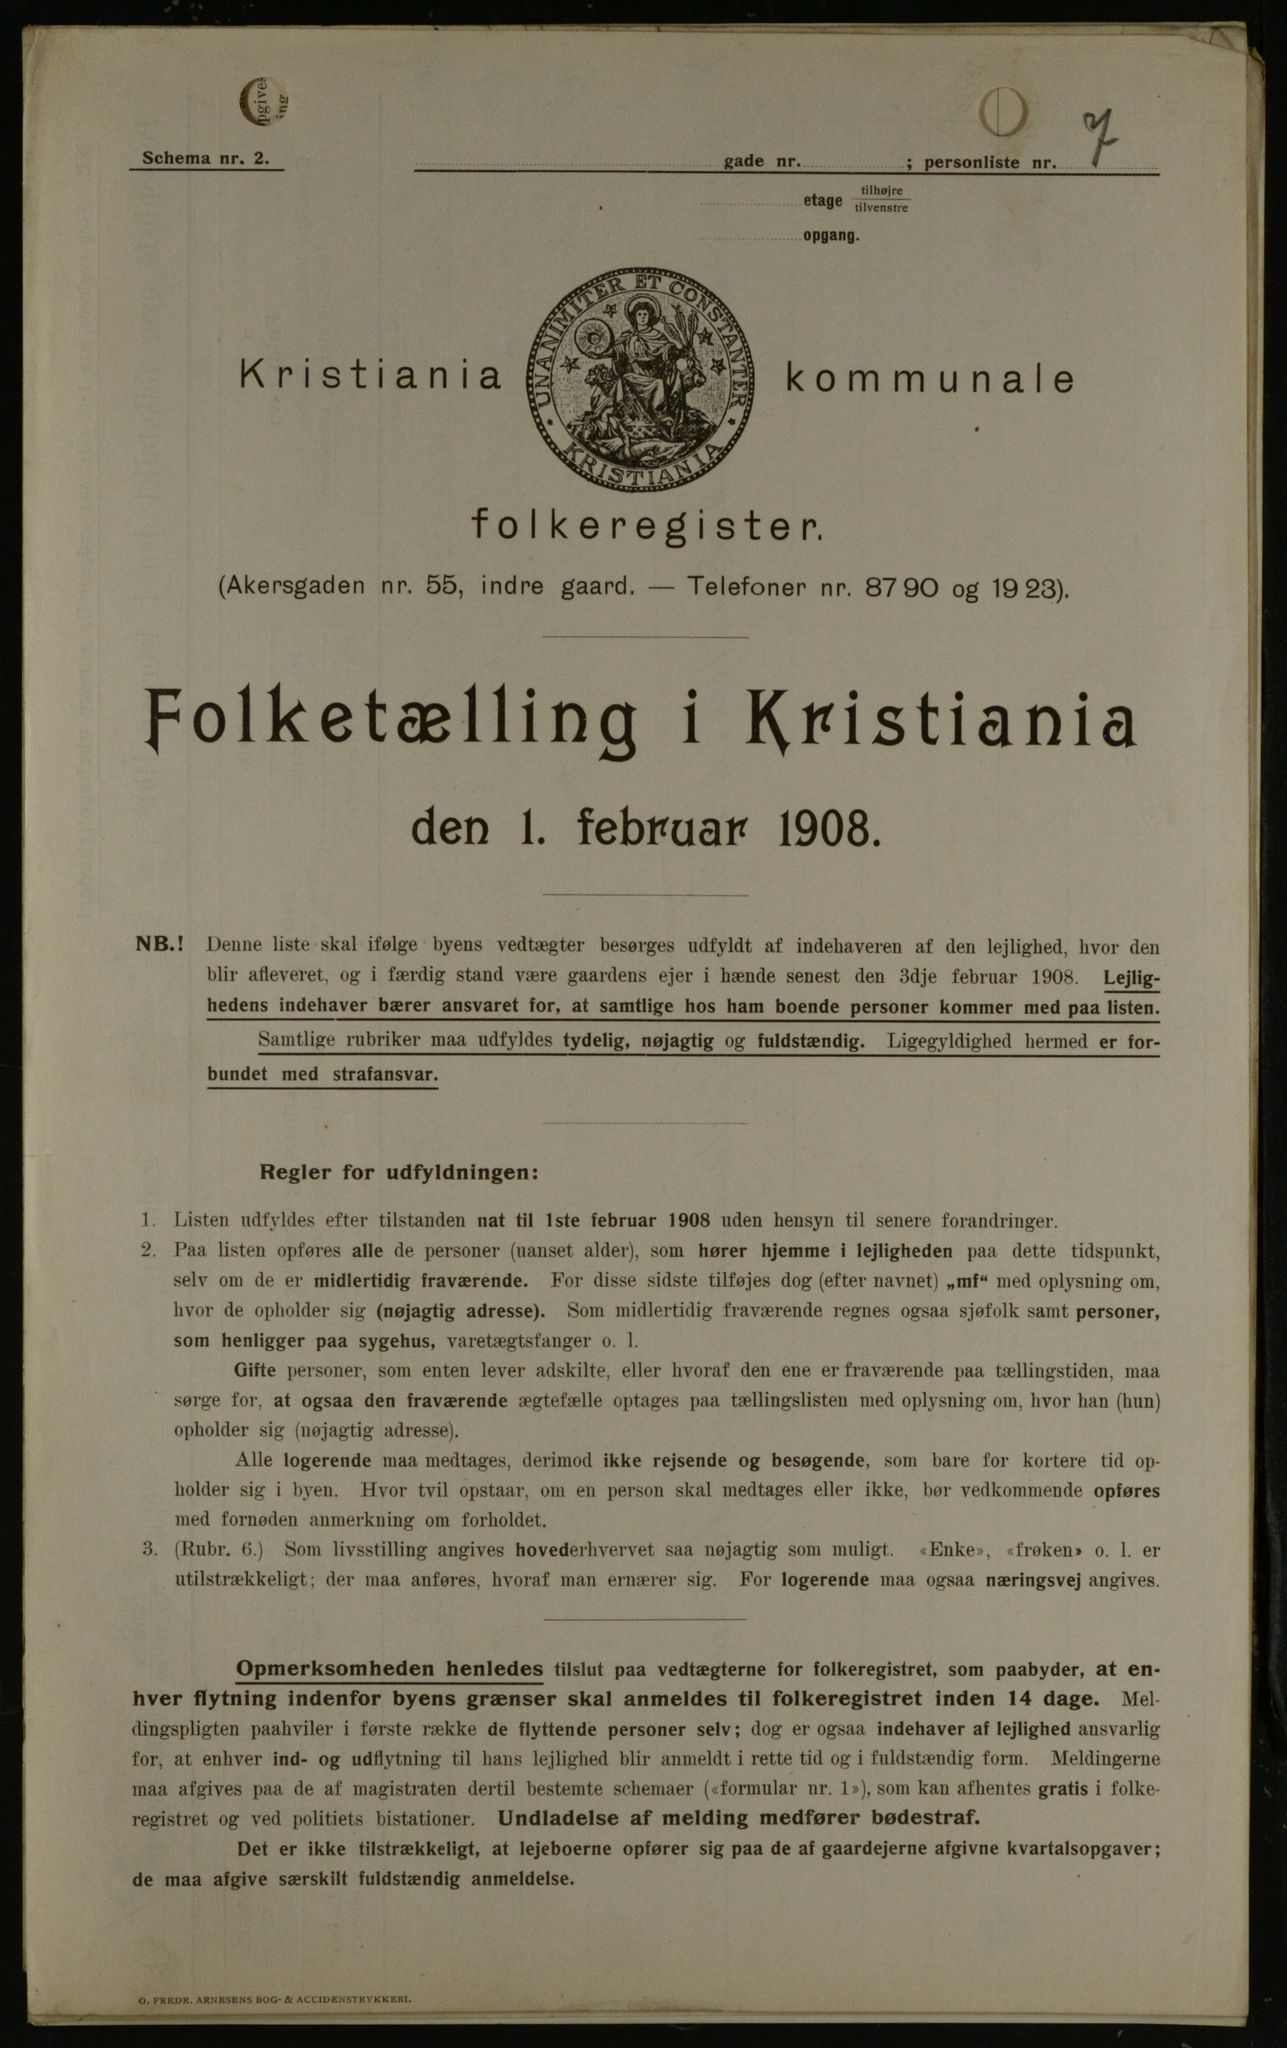 Schema nr. 2.
gade nr. ; personliste nr. 7
etage tilhøjre
tilvenstre
opgang.
UNANIMITER ET CONSTANTER
KRISTIANIA
Kristiania kommunale
folkeregister.
(Akersgaden nr. 55, indre gaard. — Telefoner nr. 87 90 og 19 23).
Folketælling i Kristiania
den 1. februar 1908.
NB.! Denne liste skal ifølge byens vedtægter besørges udfyldt af indehaveren af den lejlighed, hvor den
blir afleveret, og i færdig stand være gaardens ejer i hænde senest den 3dje februar 1908. Lejlig-
hedens indehaver bærer ansvaret for, at samtlige hos ham boende personer kommer med paa listen.
Samtlige rubriker maa udfyldes tydelig, nøjagtig og fuldstændig. Ligegyldighed hermed er for-
bundet med strafansvar.
Regler for udfyldningen:
1. Listen udfyldes efter tilstanden nat til 1ste februar 1908 uden hensyn til senere forandringer.
2. Paa listen opføres alle de personer (uanset alder), som hører hjemme i lejligheden paa dette tidspunkt,
selv om de er midlertidig fraværende. For disse sidste tilføjes dog (efter navnet) „mf“ med oplysning om,
hvor de opholder sig (nøjagtig adresse). Som midlertidig fraværende regnes ogsaa sjøfolk samt personer,
som henligger paa sygehus, varetægtsfanger o. l.
Gifte personer, som enten lever adskilte, eller hvoraf den ene er fraværende paa tællingstiden, maa
sørge for, at ogsaa den fraværende ægtefælle optages paa tællingslisten med oplysning om, hvor han (hun)
opholder sig (nøjagtig adresse).
Alle logerende maa medtages, derimod ikke rejsende og besøgende, som bare for kortere tid op-
holder sig i byen. Hvor tvil opstaar, om en person skal medtages eller ikke, bør vedkommende opføres
med fornøden anmerkning om forholdet.
3. (Rubr. 6.) Som livsstilling angives hovederhvervet saa nøjagtig som muligt. «Enke», «frøken» o. l. er
utilstrækkeligt; der maa anføres, hvoraf man ernærer sig. For logerende maa ogsaa næringsvej angives.
Opmerksomheden henledes tilslut paa vedtægterne for folkeregistret, som paabyder, at en-
hver flytning indenfor byens grænser skal anmeldes til folkeregistret inden 14 dage. Mel-
dingspligten paahviler i første række de flyttende personer selv; dog er ogsaa indehaver af lejlighed ansvarlig
for, at enhver ind- og udflytning til hans lejlighed blir anmeldt i rette tid og i fuldstændig form. Meldingerne
maa afgives paa de af magistraten dertil bestemte schemaer («formular nr. 1»), som kan afhentes gratis i folke-
registret og ved politiets bistationer. Undladelse af melding medfører bødestraf.
Det er ikke tilstrækkeligt, at lejeboerne opfører sig paa de af gaardejerne afgivne kvartalsopgaver;
de maa afgive særskilt fuldstændig anmeldelse.
O. FREDR. ARNESENS BOG- & ACCIDENSTRYKKERI.